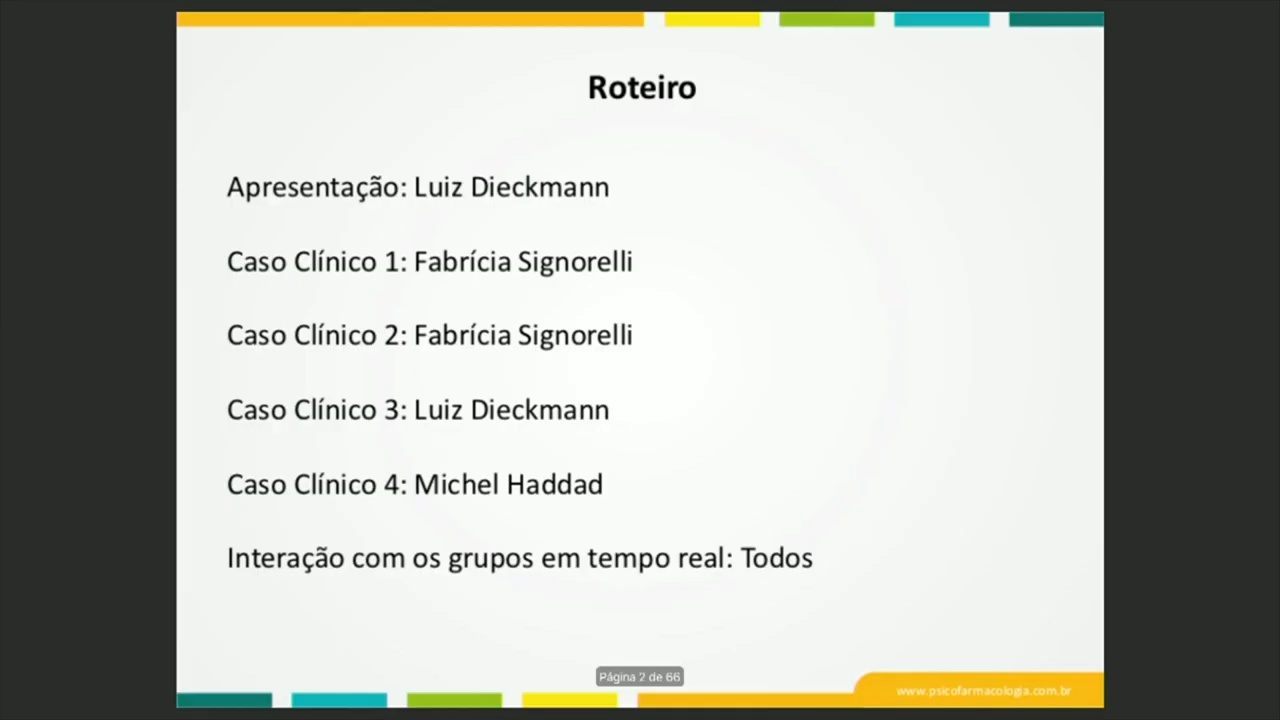 Roteiro
Apresentação: Luiz Dieckmann
Caso Clínico 1: Fabrícia Signorelli
Caso Clínico 2: Fabrícia Signorelli
Caso Clínico 3: Luiz Dieckmann
Caso Clínico 4: Michel Haddad
Interação com os grupos em tempo real: Todos
Página 2 de 66
www.psicofarmacologia.com.br